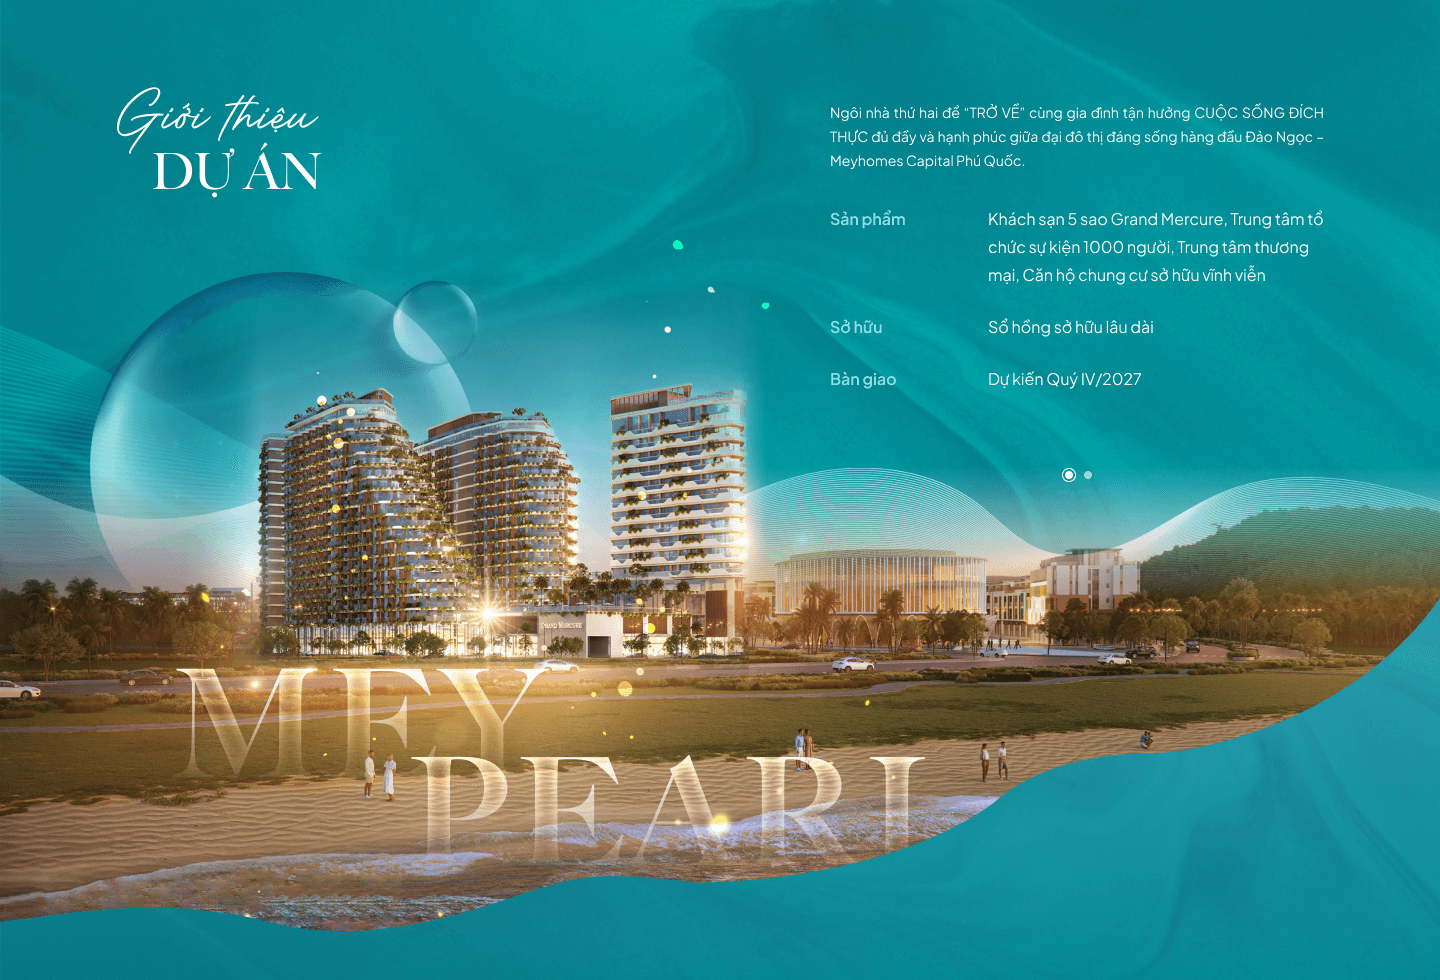 Giới thiệu
DỰ ÁN
Ngôi nhà thứ hai để “TRỞ VỀ” cùng gia đình tận hưởng CUỘC SỐNG ĐÍCH
THỰC đủ đầy và hạnh phúc giữa đại đô thị đáng sống hàng đầu Đảo Ngọc –
Meyhomes Capital Phú Quốc.
Sản phẩm
Khách sạn 5 sao Grand Mercure, Trung tâm tổ
chức sự kiện 1000 người, Trung tâm thương
mại, Căn hộ chung cư sở hữu vĩnh viễn
Sở hữu
Sổ hồng sở hữu lâu dài
Bàn giao
Dự kiến Quý IV/2027
GRAND MERCURE
MEY
PEARL